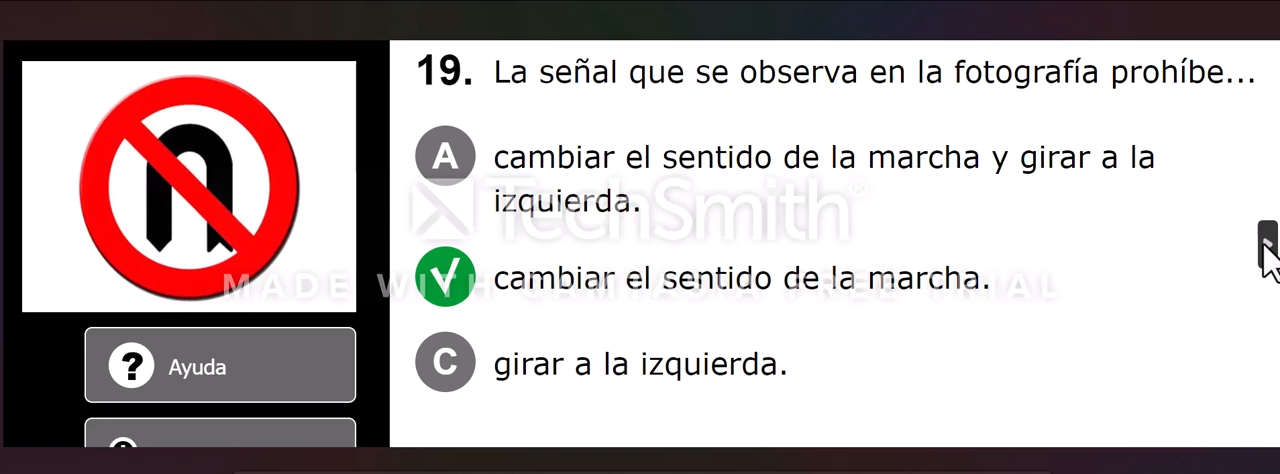 19. La señal que se observa en la fotografía prohíbe...
A cambiar el sentido de la marcha y girar a la
izquierda.
TechSmith®
cambiar el sentido de la marcha.
MADE WITH CAMTASIA FREE TRIAL
C girar a la izquierda.
? Ayuda